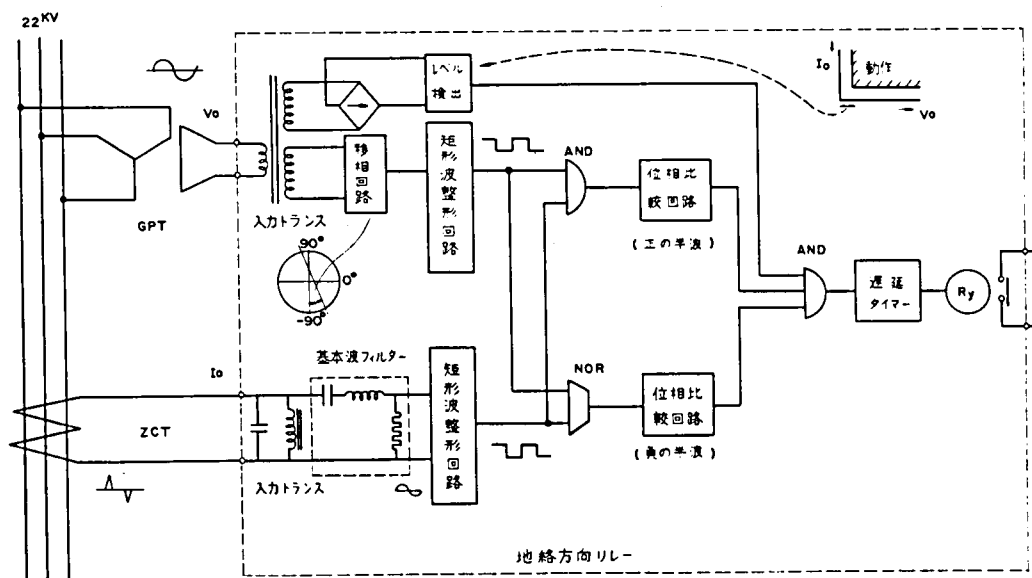 22KV
Vo
GPT
入力トランス
90°
0°
-90°
移相回路
レベル
検出
矩形波整形回路
AND
位相比
較回路
(正の半波)
Io
動作
Vo
AND
遅延
タイマー
Ry
Io
ZCT
入力トランス
基本波フィルター
矩形波整形回路
NOR
位相比
較回路
(負の半波)
地絡方向リレー